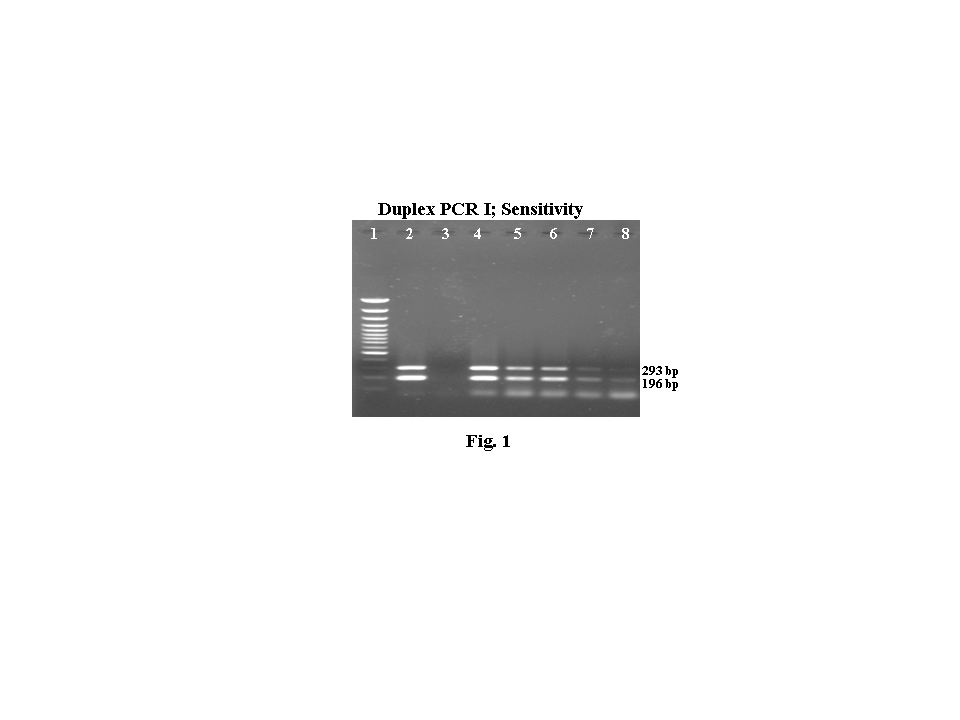 Duplex PCR I; Sensitivity
1 2 3 4 5 6 7 8
293 bp
196 bp
Fig. 1